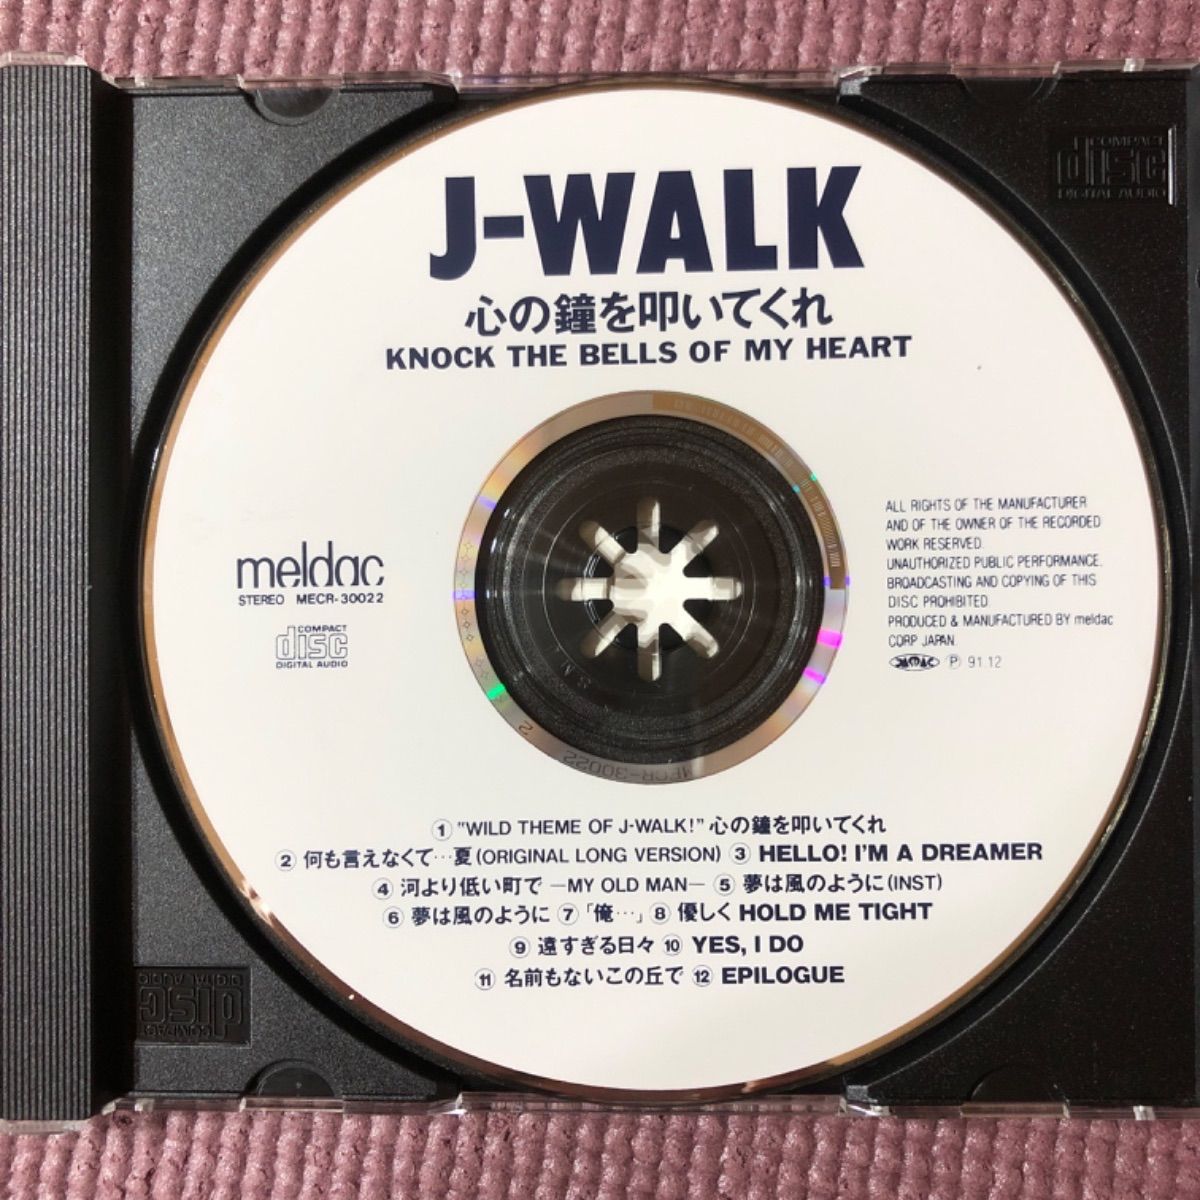 J-WALK
心の鐘を叩いてくれ
KNOCK THE BELLS OF MY HEART
meldac
STEREO MECR-30022
COMPACT
disc
DIGITAL AUDIO
ALL RIGHTS OF THE MANUFACTURER
AND OF THE OWNER OF THE RECORDED
WORK RESERVED.
UNAUTHORIZED PUBLIC PERFORMANCE,
BROADCASTING AND COPYING OF THIS
DISC PROHIBITED.
PRODUCED & MANUFACTURED BY meldac
CORP JAPAN
Ⓟ 91.12
① "WILD THEME OF J-WALK!" 心の鐘を叩いてくれ
② 何も言えなくて…夏 (ORIGINAL LONG VERSION) ③ HELLO! I'M A DREAMER
④ 河より低い町で —MY OLD MAN— ⑤ 夢は風のように (INST)
⑥ 夢は風のように ⑦ 「俺…」 ⑧ 優しく HOLD ME TIGHT
⑨ 遠すぎる日々 ⑩ YES, I DO
⑪ 名前もないこの丘で ⑫ EPILOGUE
COMPACT
disc
DIGITAL AUDIO
COMPACT
disc
DIGITAL AUDIO
MECR-30022 2